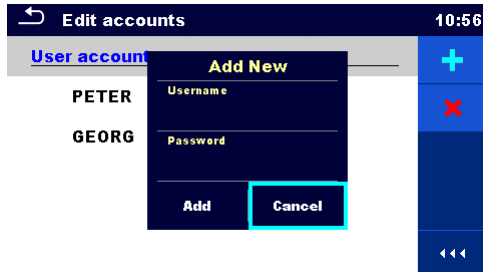 Edit accounts 10:56
User account
Add New
PETER
Username
GEORG
Password
Add Cancel